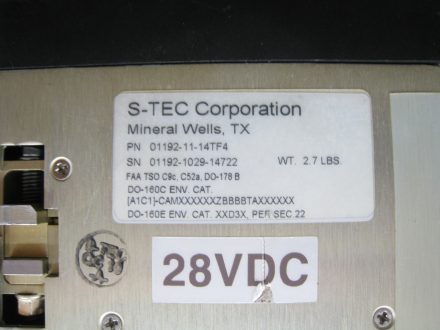 S-TEC Corporation
Mineral Wells, TX
PN 01192-11-14TF4
SN 01192-1029-14722 WT. 2.7 LBS.
FAA TSO C9c, C52a, DO-178 B
DO-160C ENV. CAT.
[A1C1]-CAMXXXXXXZBBBBTAXXXXXX
DO-160E ENV. CAT. XXD3X, PER SEC.22
28VDC